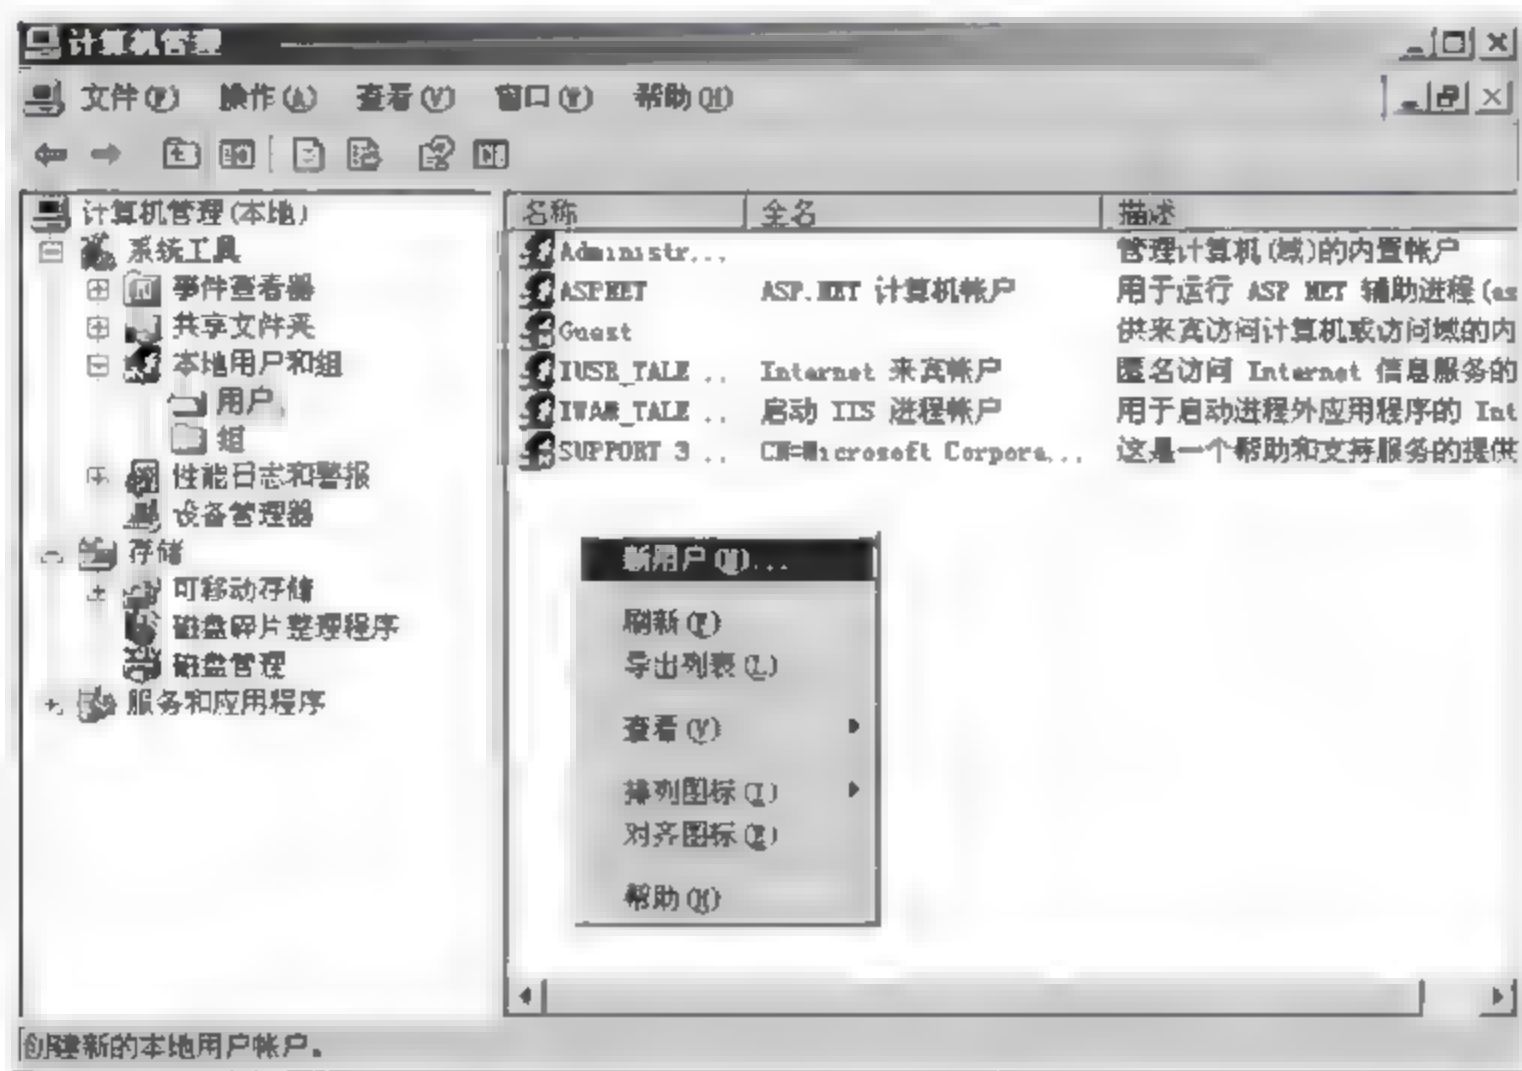 计算机管理
文件(F) 操作(A) 查看(V) 窗口(W) 帮助(H)
计算机管理(本地)
系统工具
事件查看器
共享文件夹
本地用户和组
用户
组
性能日志和警报
设备管理器
存储
可移动存储
磁盘碎片整理程序
磁盘管理
服务和应用程序
名称 全名 描述
Administr... 管理计算机(域)的内置帐户
ASPNET ASP.NET 计算机帐户 用于运行 ASP.NET 辅助进程(as
Guest 供来宾访问计算机或访问域的内
IUSR_TALE... Internet 来宾帐户 匿名访问 Internet 信息服务的
IWAM_TALE... 启动 IIS 进程帐户 用于启动进程外应用程序的 Int
SUPPORT_3... CN=Microsoft Corpora... 这是一个帮助和支持服务的提供
新用户(N)...
刷新(F)
导出列表(L)
查看(V)
排列图标(I)
对齐图标(E)
帮助(H)
创建新的本地用户帐户。